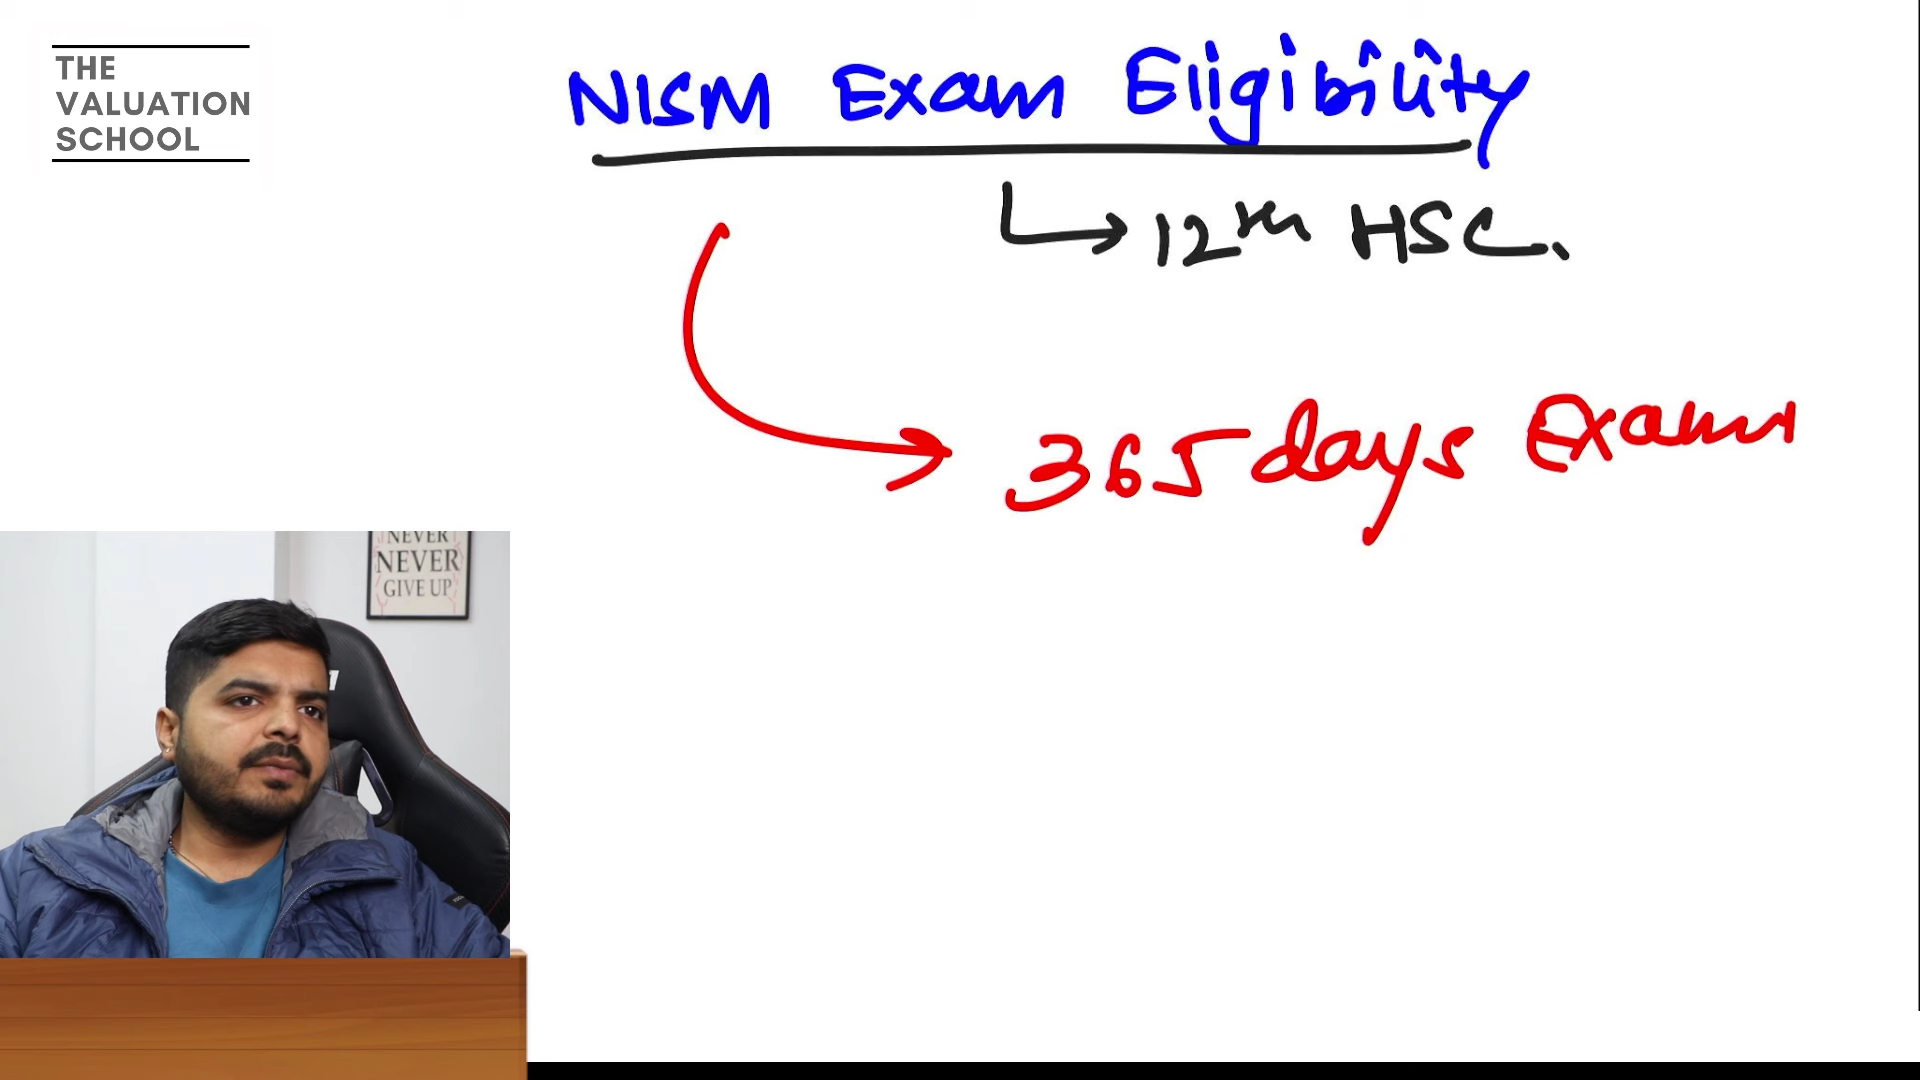 THE
VALUATION
SCHOOL
NISM Exam Eligibility
12th HSC.
365 days Exam
NEVER
NEVER
GIVE UP